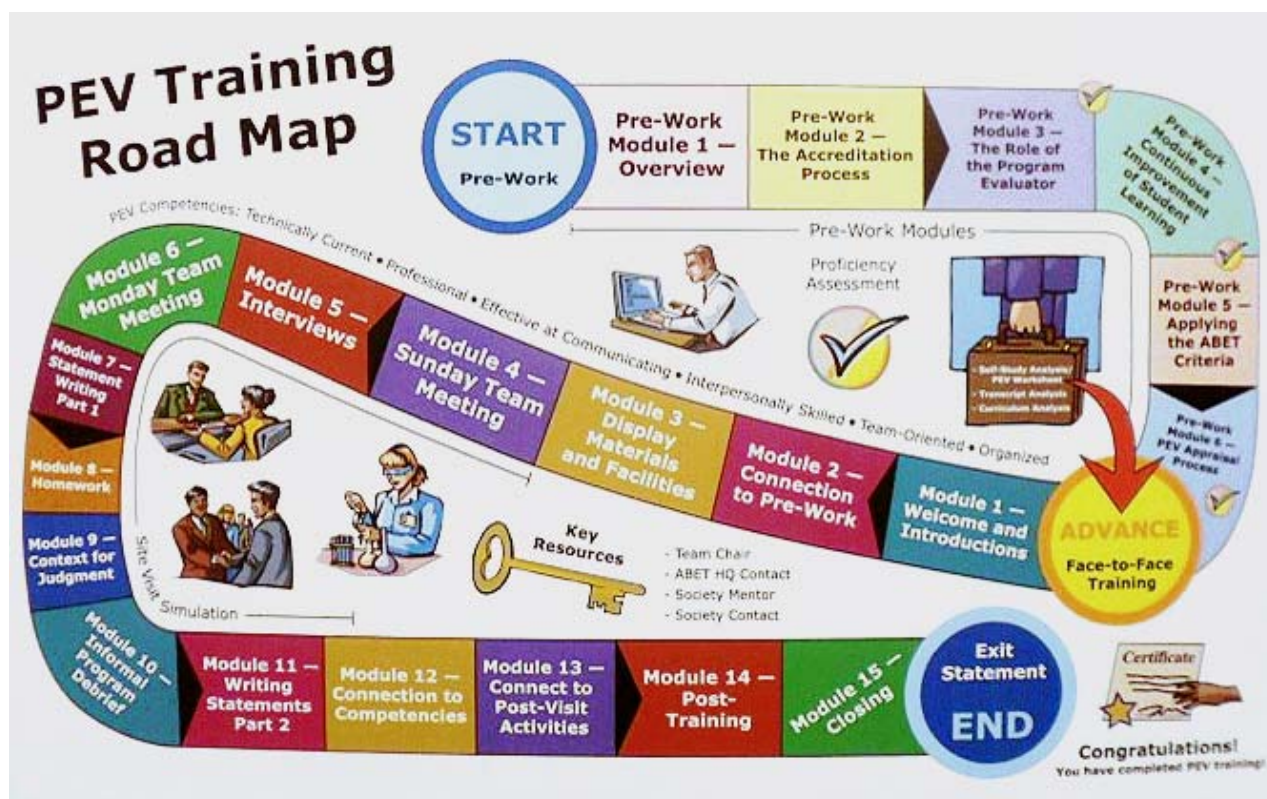 PEV Training
Road Map
START
Pre-Work
Pre-Work
Module 1 —
Overview
Pre-Work
Module 2 —
The Accreditation
Process
Pre-Work
Module 3 —
The Role of
the Program
Evaluator
Pre-Work
Module 4 —
Continuous
Improvement
of Student
Learning
Pre-Work
Module 5 —
Applying
the ABET
Criteria
Pre-Work
Module 6 —
PEV Appraisal
Process
Pre-Work Modules
Proficiency
Assessment
- Self-Study Analysis/
PEV Worksheet
- Transcript Analysis
- Curriculum Analysis
ADVANCE
Face-to-Face
Training
PEV Competencies: Technically Current • Professional • Effective at Communicating • Interpersonally Skilled • Team-Oriented • Organized
Module 1 —
Welcome and
Introductions
Module 2 —
Connection
to Pre-Work
Module 3 —
Display
Materials
and Facilities
Module 4 —
Sunday Team
Meeting
Module 5 —
Interviews
Module 6 —
Monday Team
Meeting
Module 7 —
Statement
Writing
Part 1
Module 8 —
Homework
Module 9 —
Context for
Judgment
Module 10 —
Informal
Program
Debrief
Site Visit Simulation
Key
Resources
- Team Chair
- ABET HQ Contact
- Society Mentor
- Society Contact
Module 11 —
Writing
Statements
Part 2
Module 12 —
Connection to
Competencies
Module 13 —
Connect to
Post-Visit
Activities
Module 14 —
Post-
Training
Module 15 —
Closing
Exit
Statement
END
Certificate
Congratulations!
You have completed PEV training!